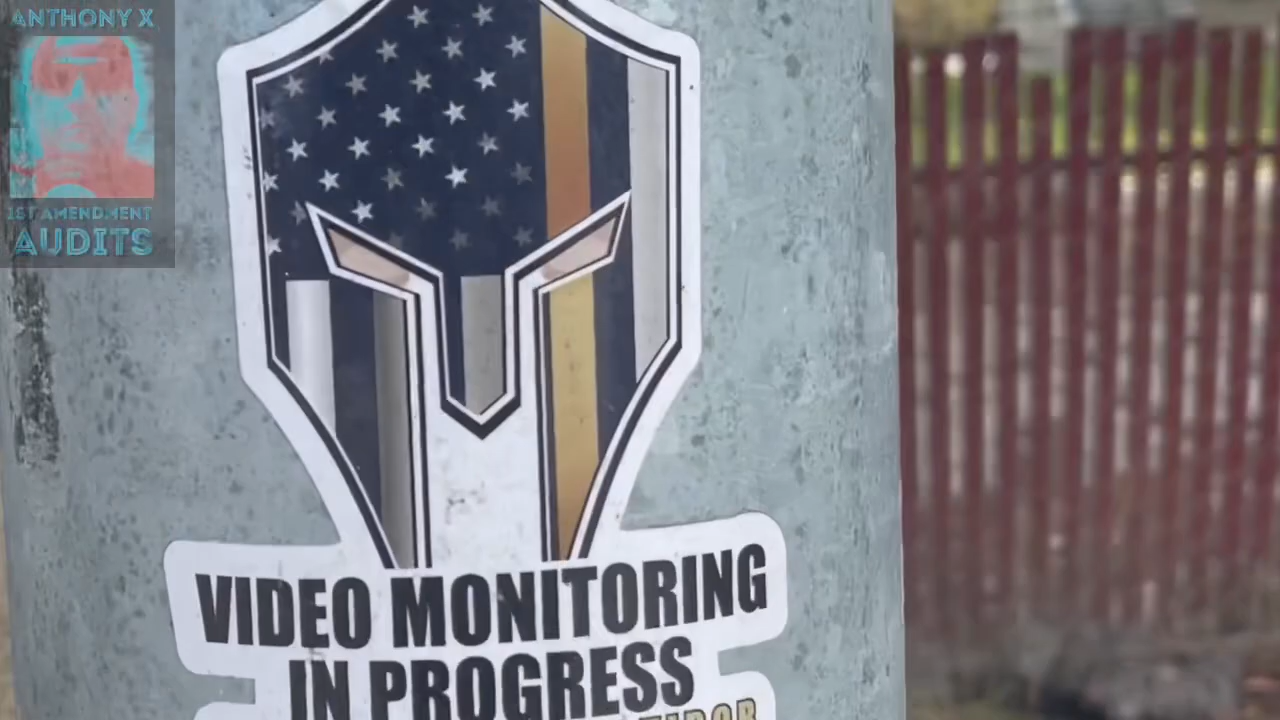 ANTHONY X
1ST AMENDMENT
AUDITS
VIDEO MONITORING
IN PROGRESS